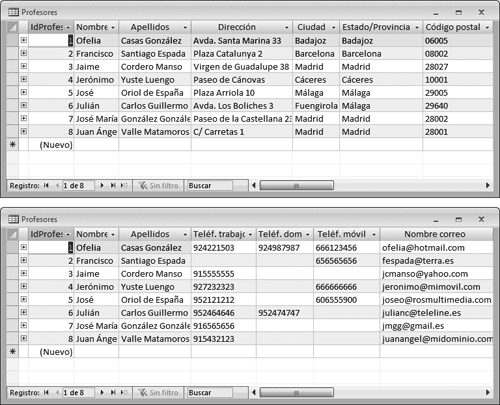 Profesores
IdProfes Nombre Apellidos Dirección Ciudad Estado/Provincia Código postal
1 Ofelia Casas González Avda. Santa Marina 33 Badajoz Badajoz 06005
2 Francisco Santiago Espada Plaza Catalunya 2 Barcelona Barcelona 08002
3 Jaime Cordero Manso Virgen de Guadalupe 38 Madrid Madrid 28027
4 Jerónimo Yuste Luengo Paseo de Cánovas Cáceres Cáceres 10001
5 José Oriol de España Plaza Arriola 10 Málaga Málaga 29005
6 Julián Carlos Guillermo Avda. Los Boliches 3 Fuengirola Málaga 29640
7 José María González González Paseo de la Castellana 23 Madrid Madrid 28002
8 Juan Ánge Valle Matamoros C/ Carretas 1 Madrid Madrid 28001
(Nuevo)
Registro: 1 de 8 Sin filtro Buscar
Profesores
IdProfes Nombre Apellidos Teléf. trabajo Teléf. dom Teléf. móvil Nombre correo
1 Ofelia Casas González 924221503 924987987 666123456 ofelia@hotmail.com
2 Francisco Santiago Espada 656565656 fespada@terra.es
3 Jaime Cordero Manso 915555555 jcmanso@yahoo.com
4 Jerónimo Yuste Luengo 927232323 666666666 jeronimo@mimovil.com
5 José Oriol de España 952121212 606555900 joseo@rosmultimedia.com
6 Julián Carlos Guillermo 952464646 952474747 julianc@teleline.es
7 José María González González 916565656 jmgg@gmail.es
8 Juan Ánge Valle Matamoros 915432123 juanangel@midominio.com
(Nuevo)
Registro: 1 de 8 Sin filtro Buscar